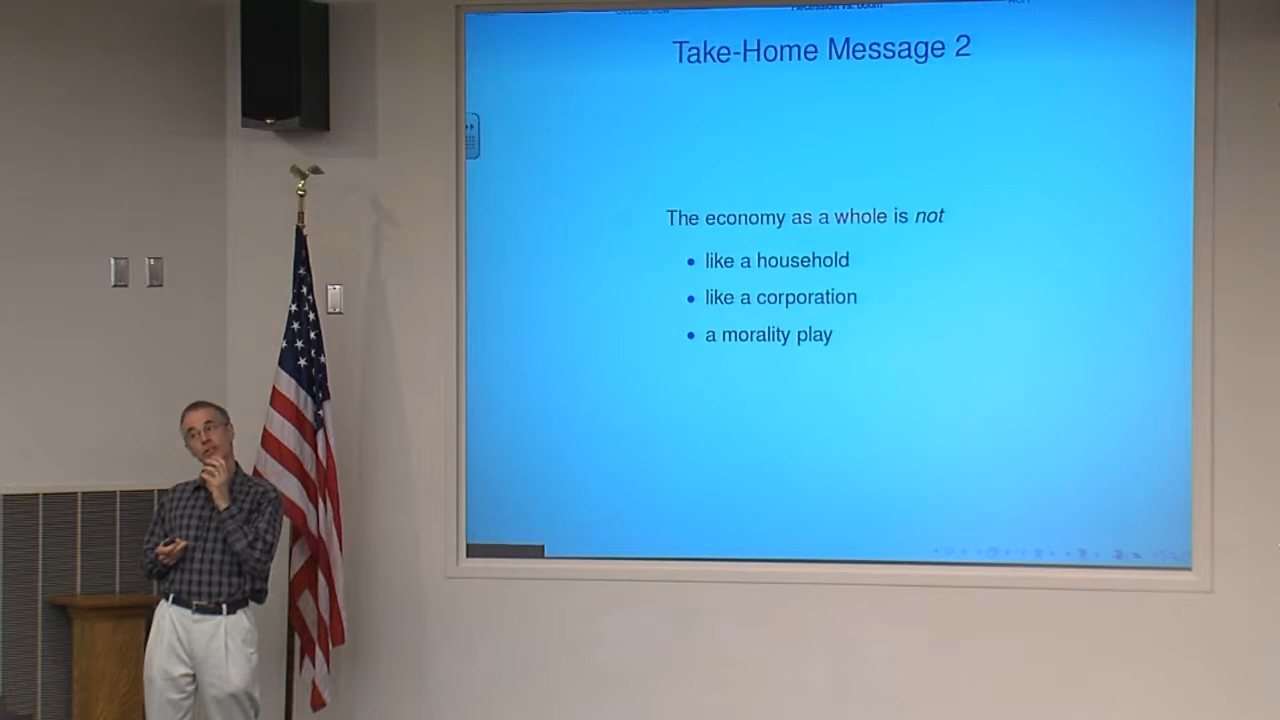 Take-Home Message 2
The economy as a whole is not
• like a household
• like a corporation
• a morality play